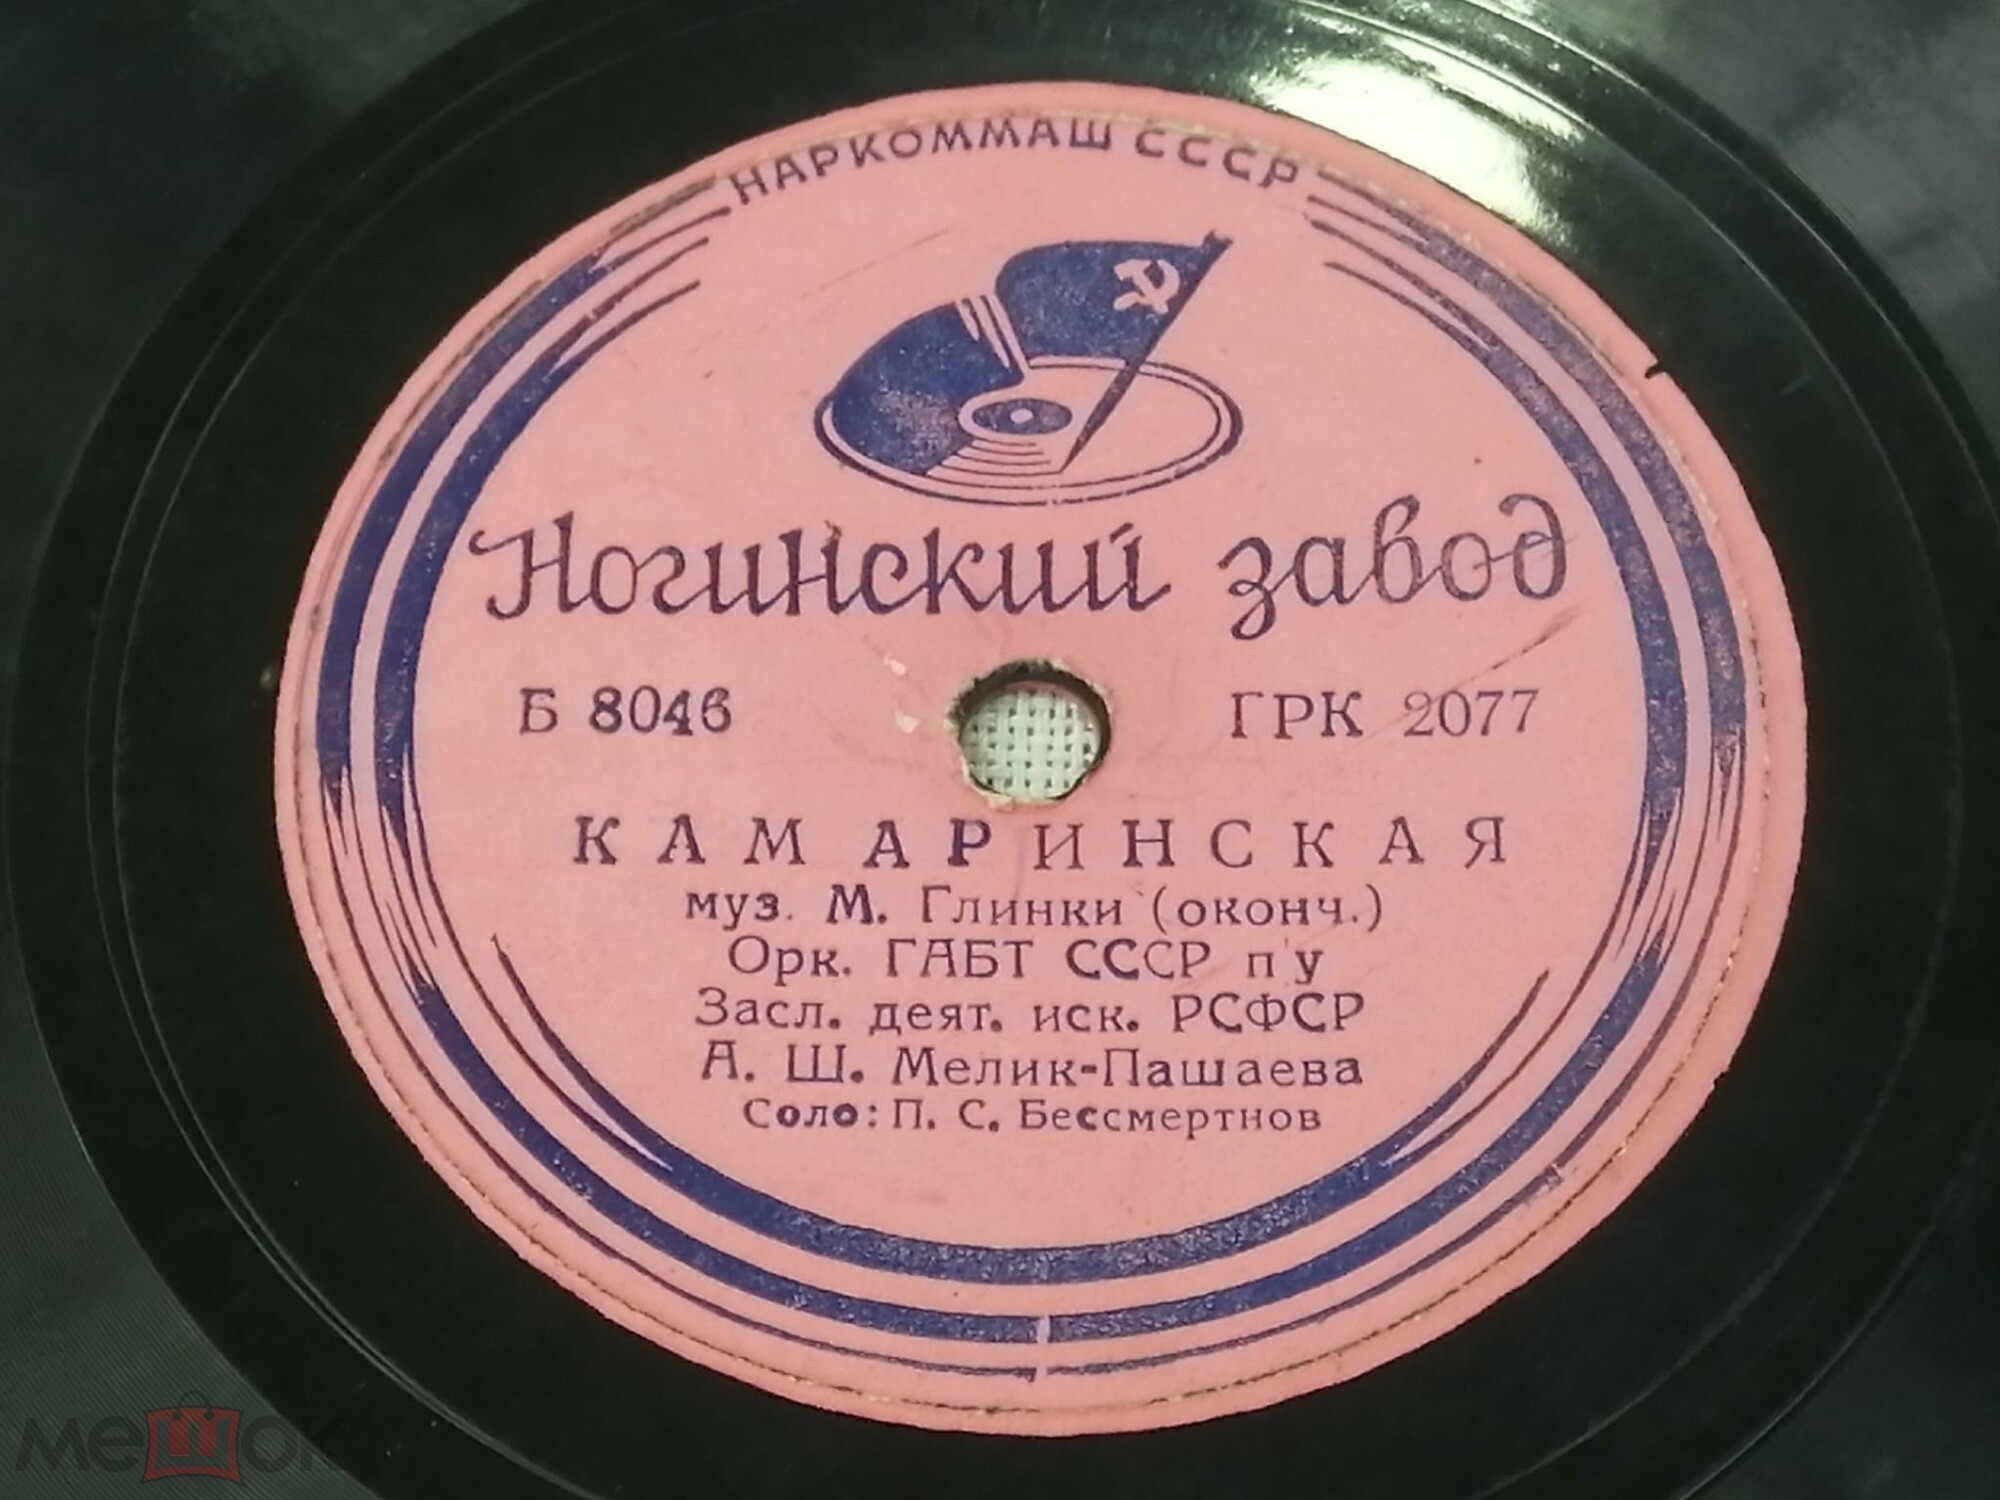 НАРКОММАШ СССР
Ногинский завод
Б 8046 ГРК 2077
КАМАРИНСКАЯ
муз. М. Глинки (оконч.)
Орк. ГАБТ СССР п/у
Засл. деят. иск. РСФСР
А. Ш. Мелик-Пашаева
Соло: П. С. Бессмертнов
мешок